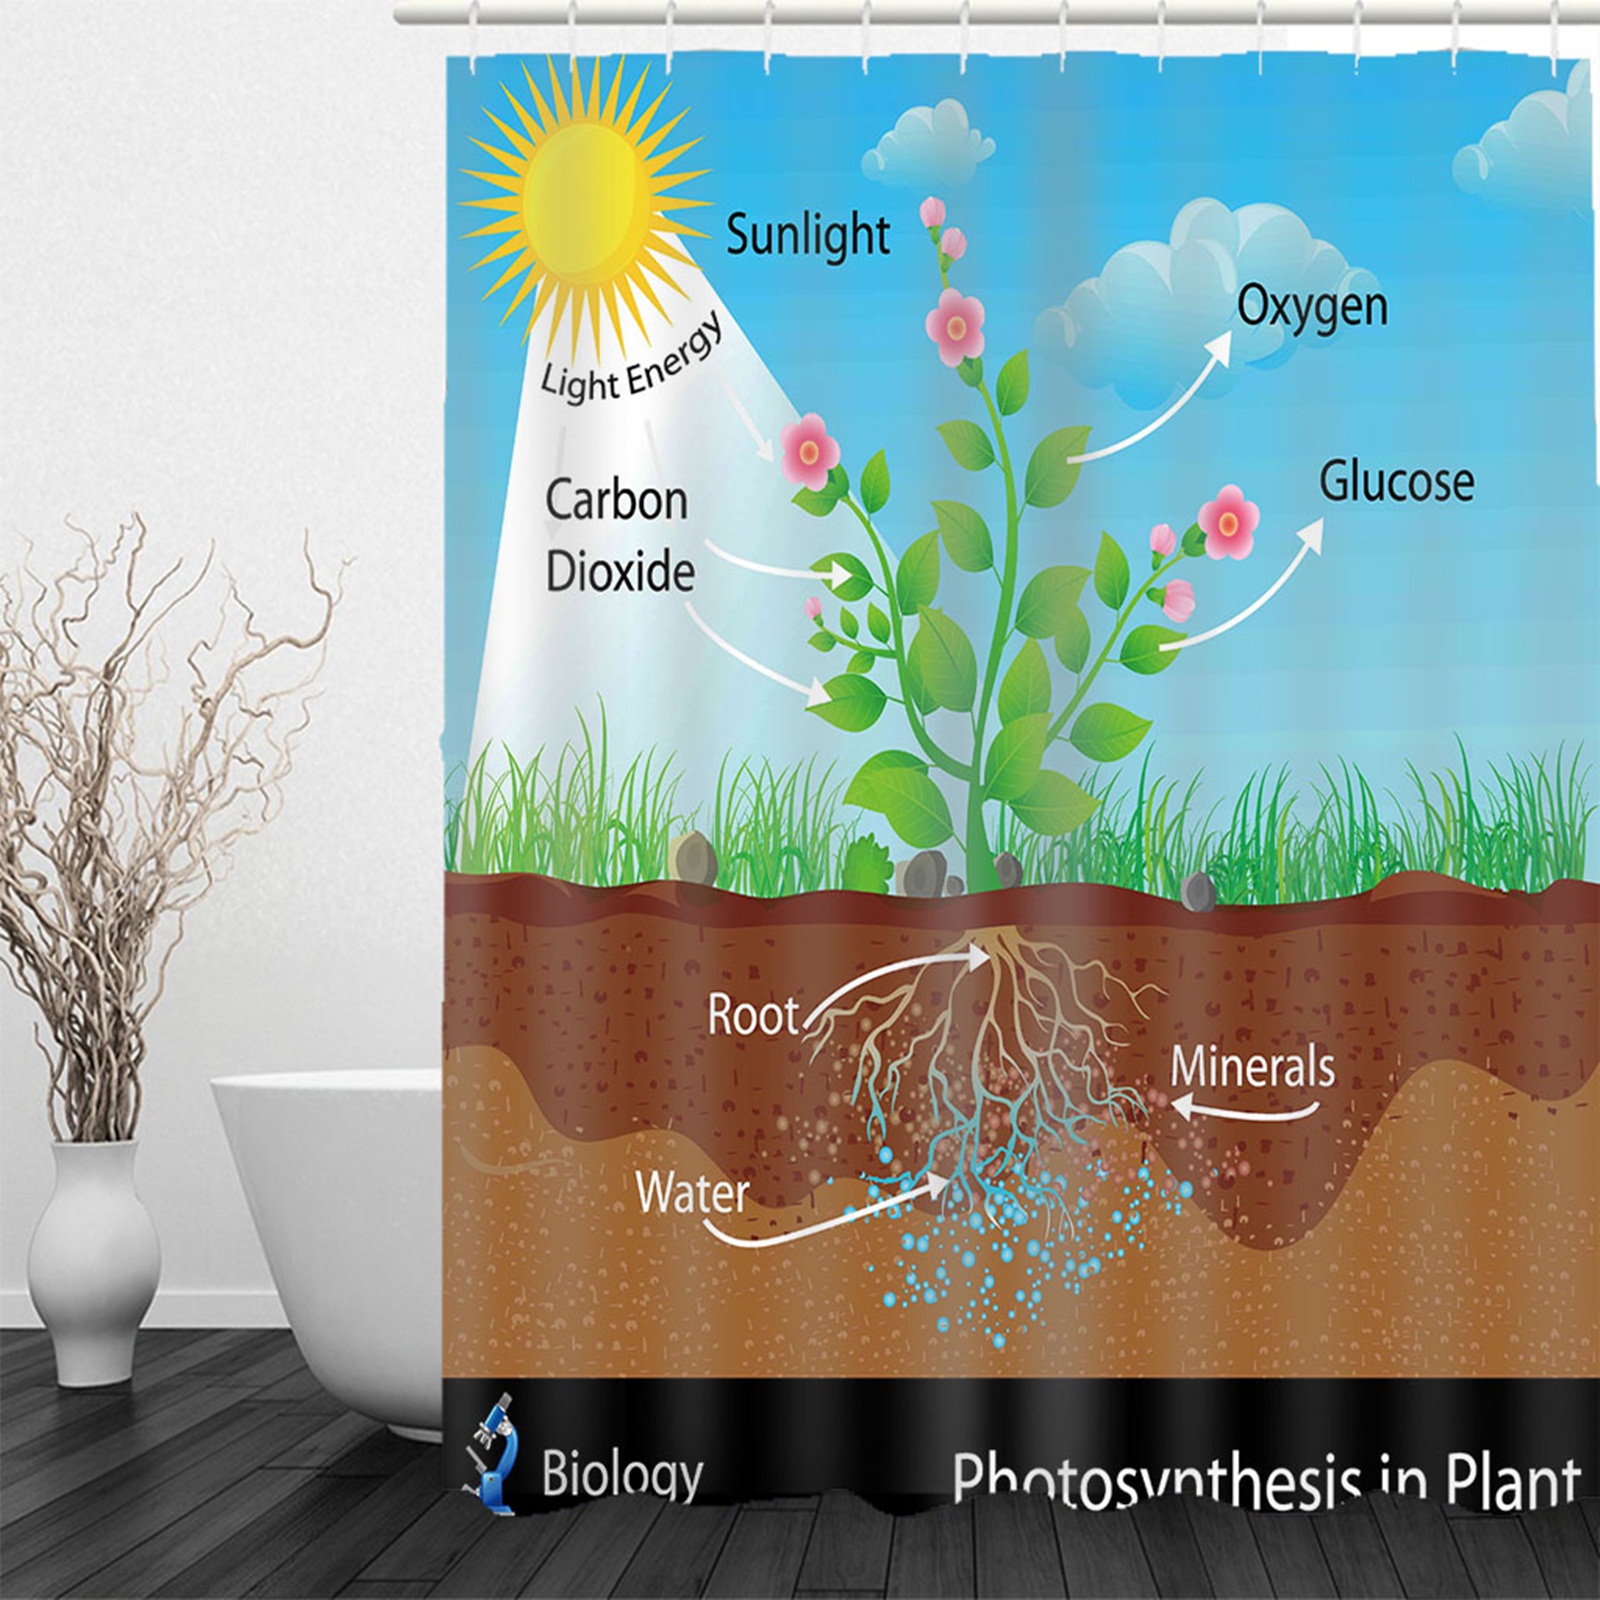 Sunlight
Oxygen
Light Energy
Glucose
Carbon
Dioxide
Root
Minerals
Water
Biology
Photosynthesis in Plant